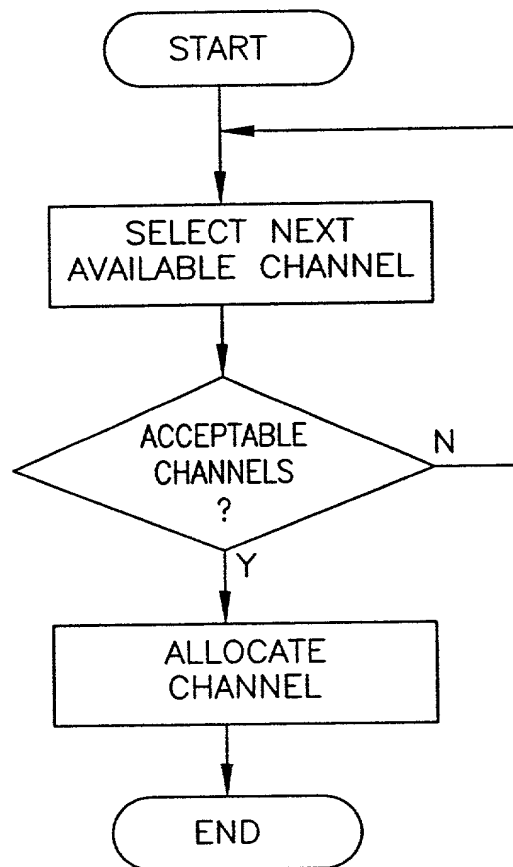 START
SELECT NEXT
AVAILABLE CHANNEL
ACCEPTABLE
CHANNELS
?
N
Y
ALLOCATE
CHANNEL
END